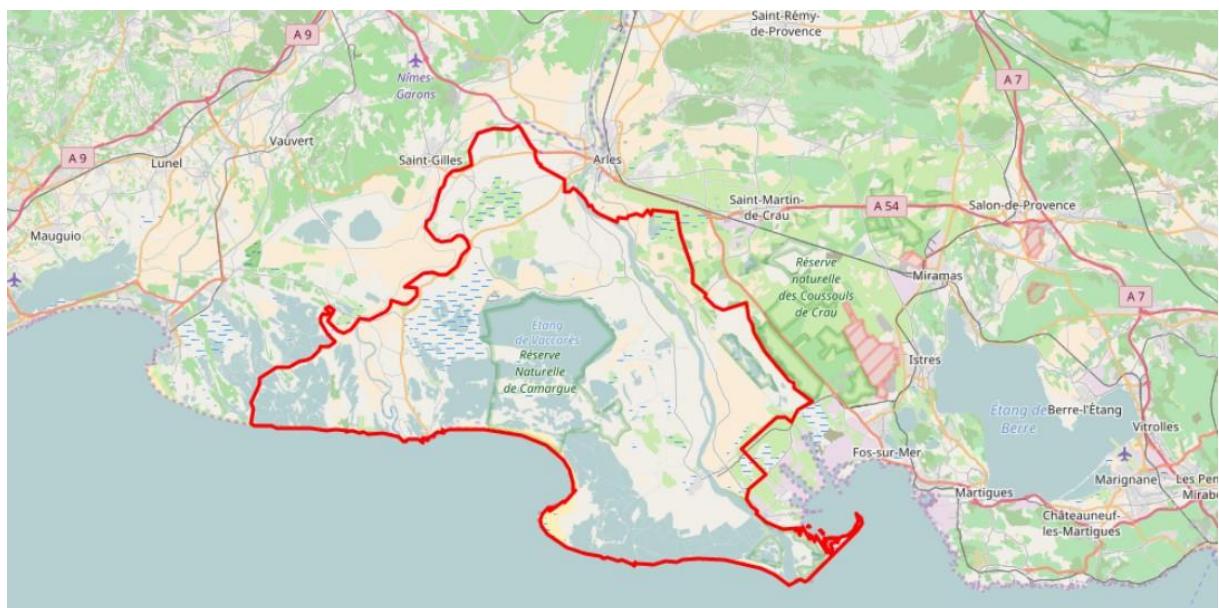 Saint-Rémy-
de-Provence
A 9
A 7
Nîmes-
Garons
Vauvert
A 9
Lunel
Saint-Gilles
Arles
Saint-Martin-
de-Crau
A 54
Salon-de-Provence
Mauguio
Réserve
naturelle
des Coussouls
de Crau
Miramas
A 7
Étang
de Vaccarès
Réserve
Naturelle
de Camargue
Istres
Étang de
Berre
Berre-l'Étang
Vitrolles
Fos-sur-Mer
Marignane
Martigues
Les Pen
Mirab
Châteauneuf-
les-Martigues